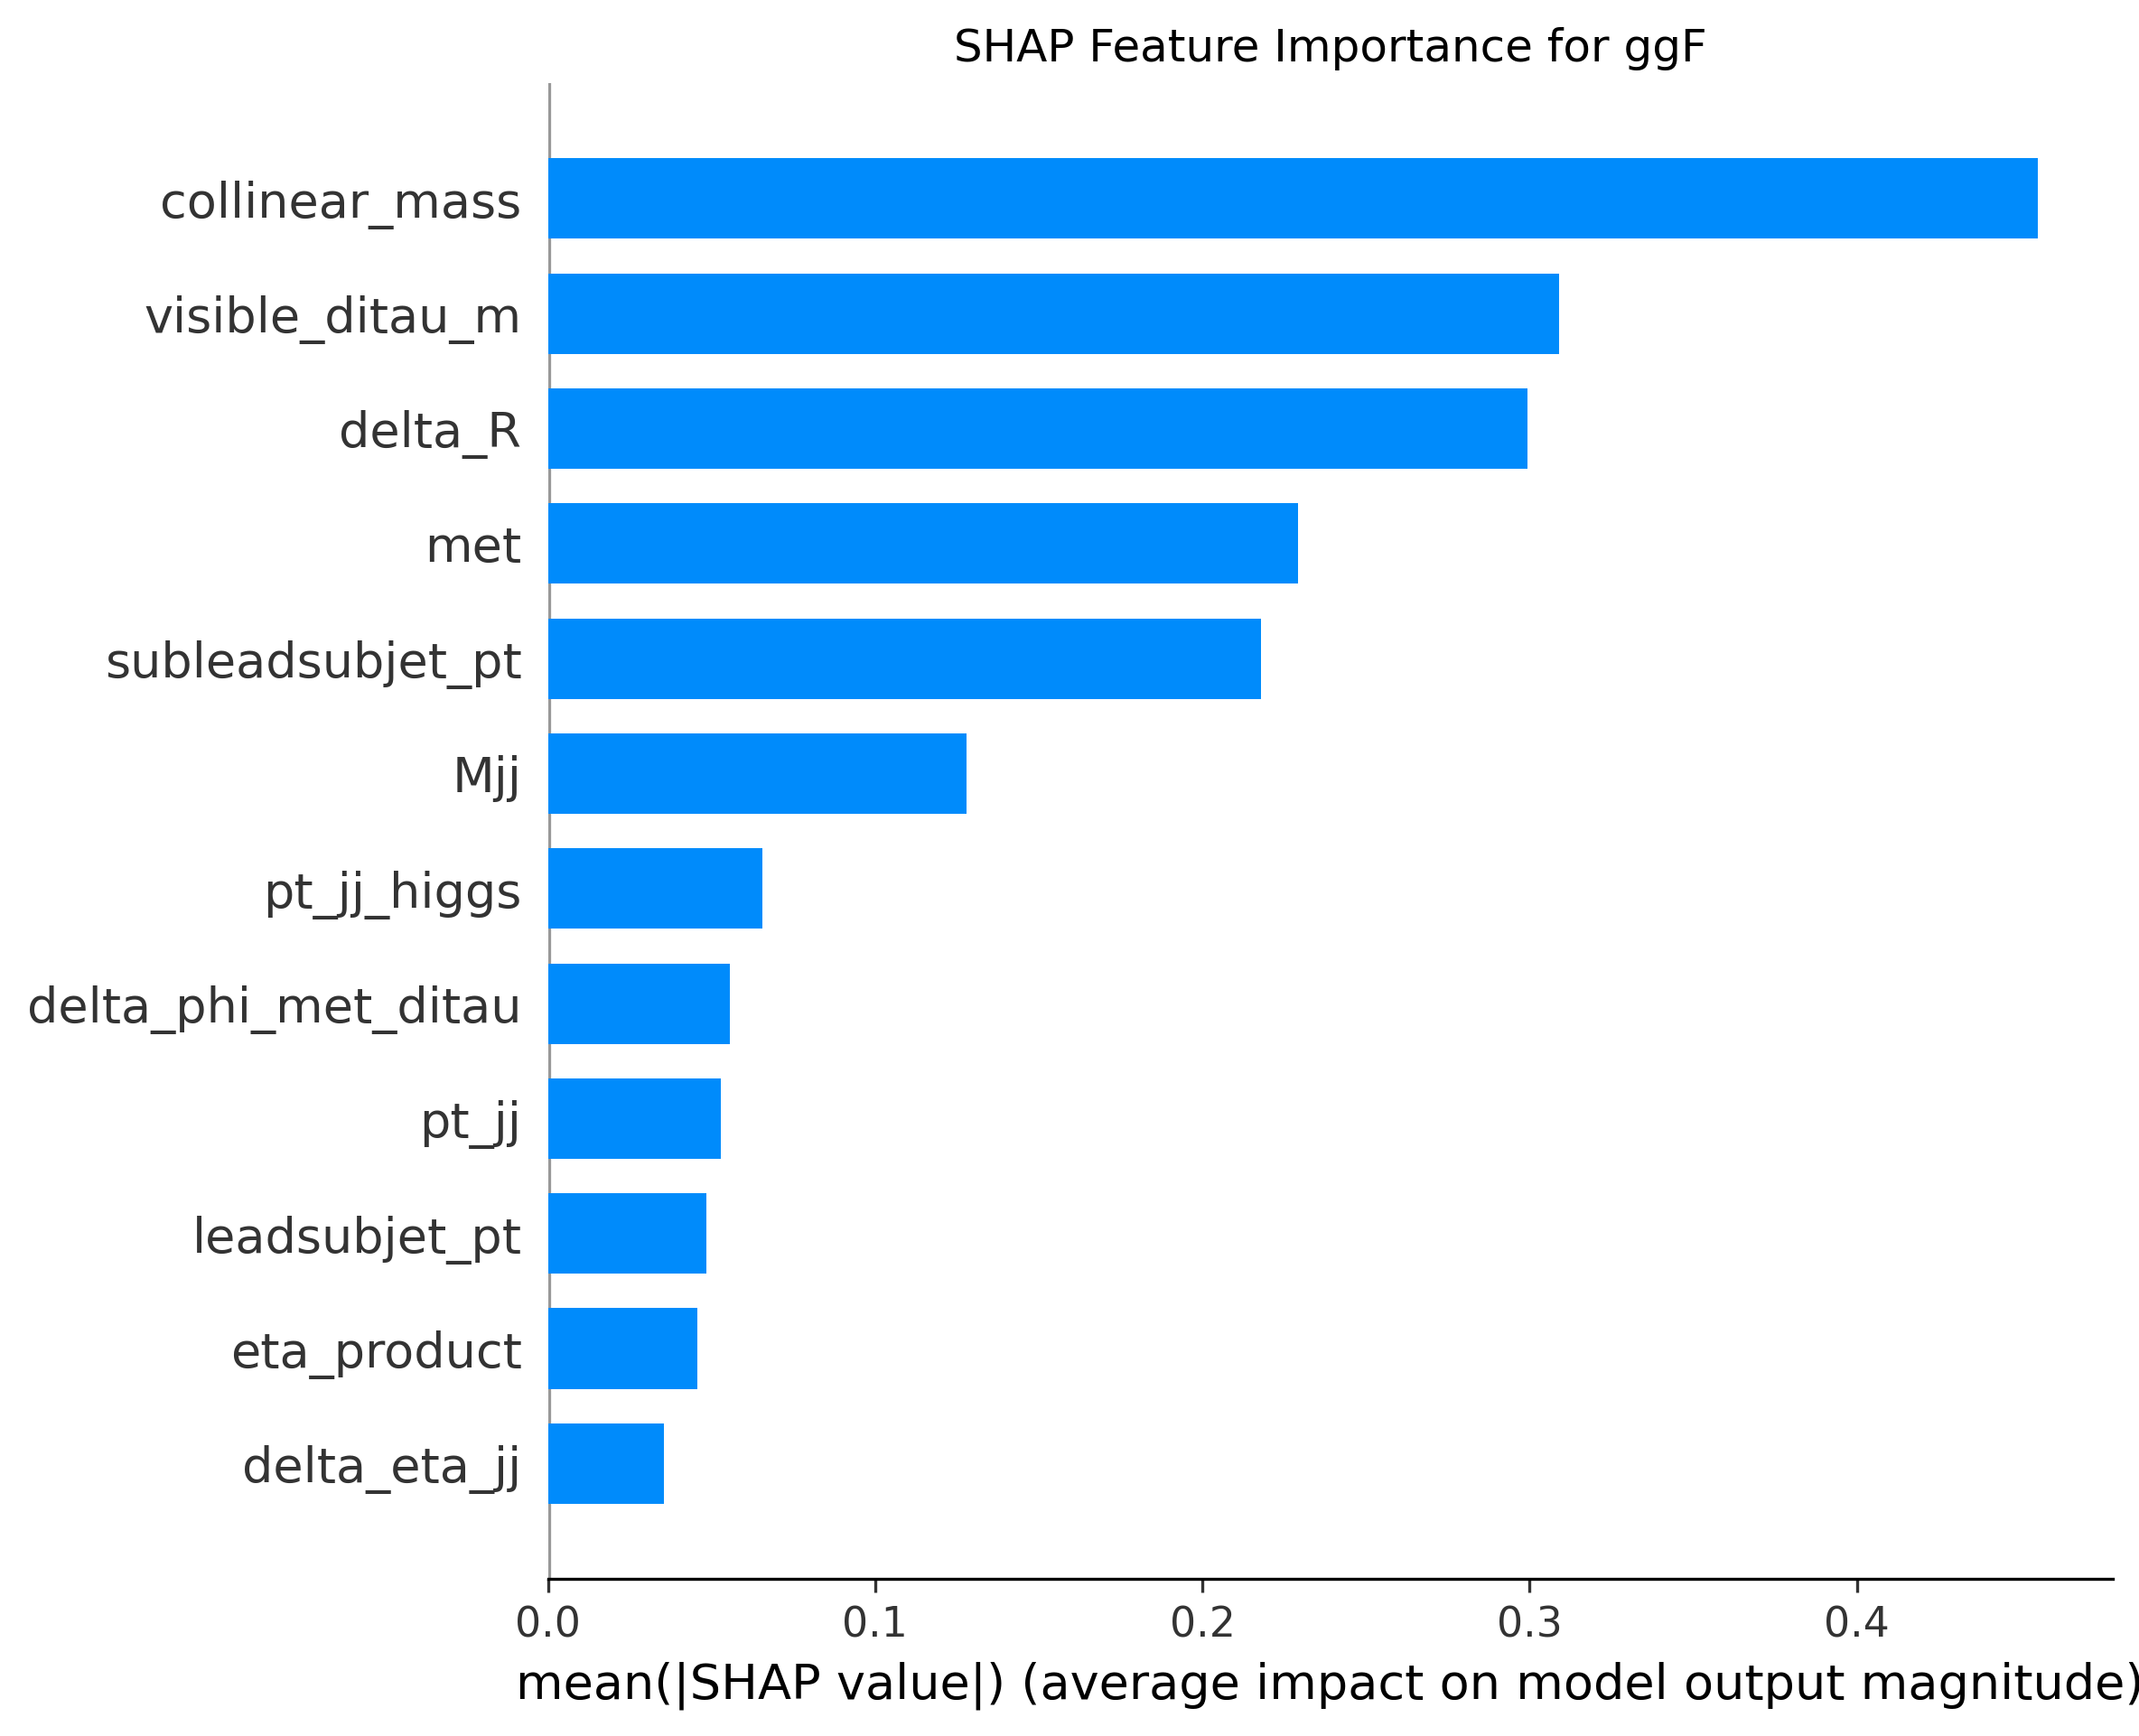 SHAP Feature Importance for ggF
collinear_mass
visible_ditau_m
delta_R
met
subleadsubjet_pt
Mjj
pt_jj_higgs
delta_phi_met_ditau
pt_jj
leadsubjet_pt
eta_product
delta_eta_jj
0.0 0.1 0.2 0.3 0.4
mean(|SHAP value|) (average impact on model output magnitude)